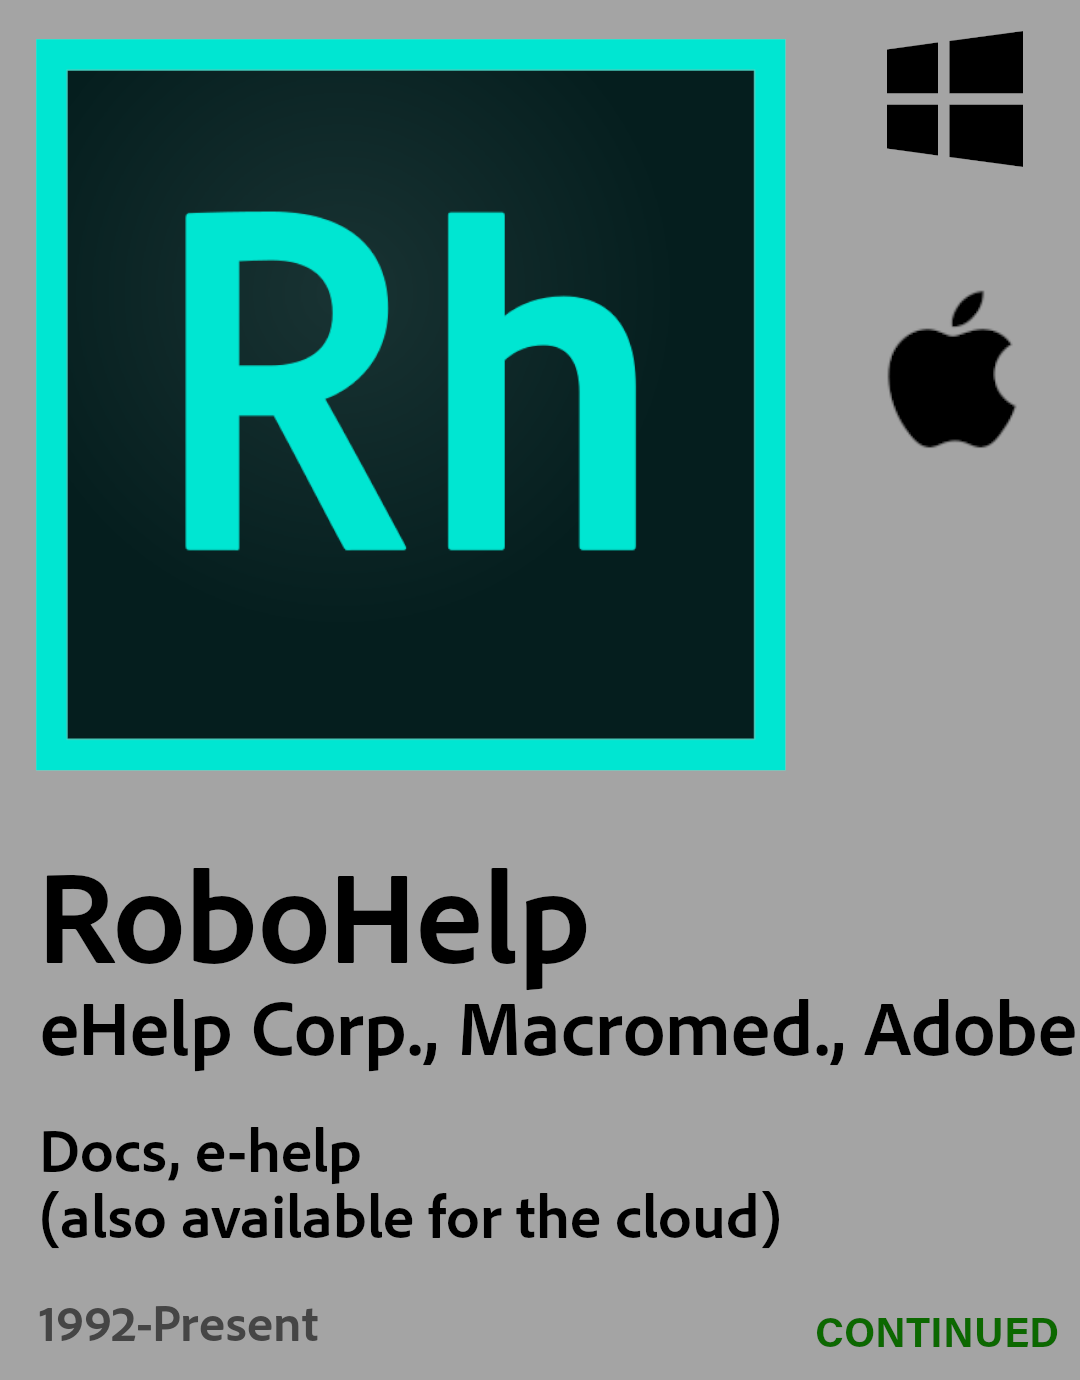 Rh
RoboHelp
eHelp Corp., Macromed., Adobe
Docs, e-help
(also available for the cloud)
1992-Present
CONTINUED